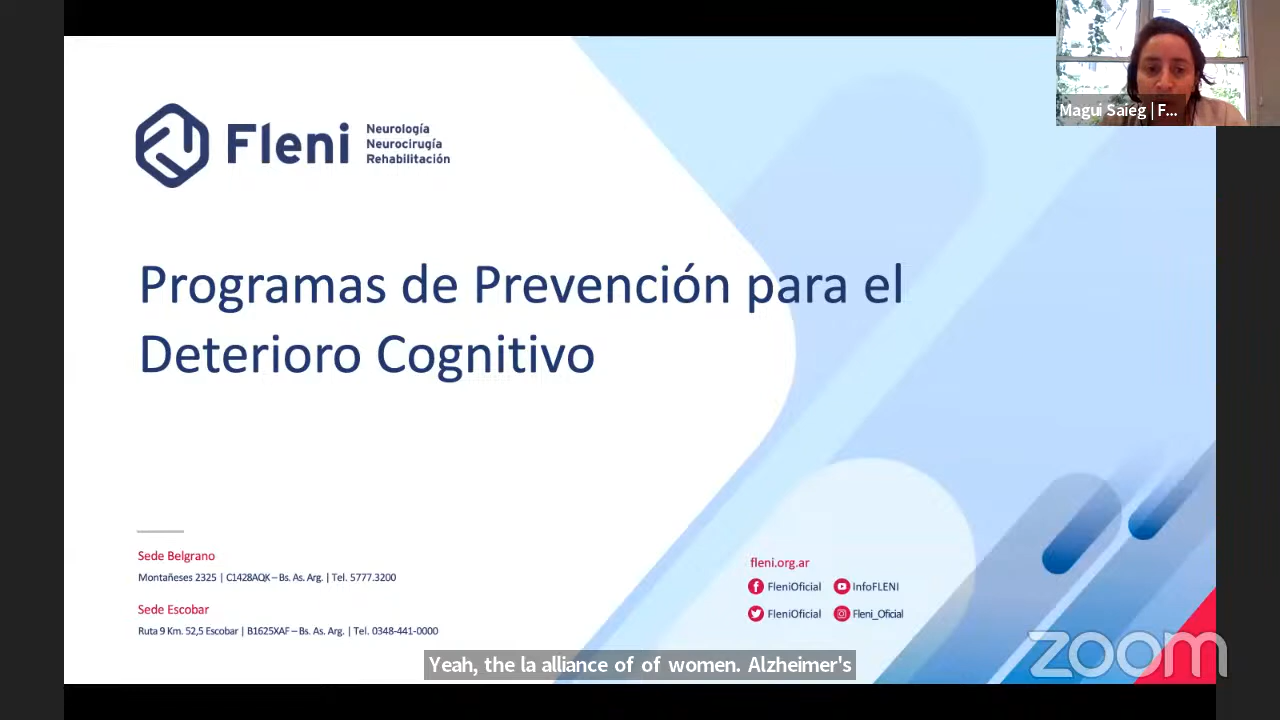 Magui Saieg | F...
Fleni
Neurología
Neurocirugía
Rehabilitación
Programas de Prevención para el
Deterioro Cognitivo
Sede Belgrano
Montañeses 2325 | C1428AQK – Bs. As. Arg. | Tel. 5777.3200
Sede Escobar
Ruta 9 Km. 52,5 Escobar | B1625XAF – Bs. As. Arg. | Tel. 0348-441-0000
fleni.org.ar
FleniOficial InfoFLENI
FleniOficial Fleni_Oficial
Yeah, the la alliance of of women. Alzheimer's
zoom